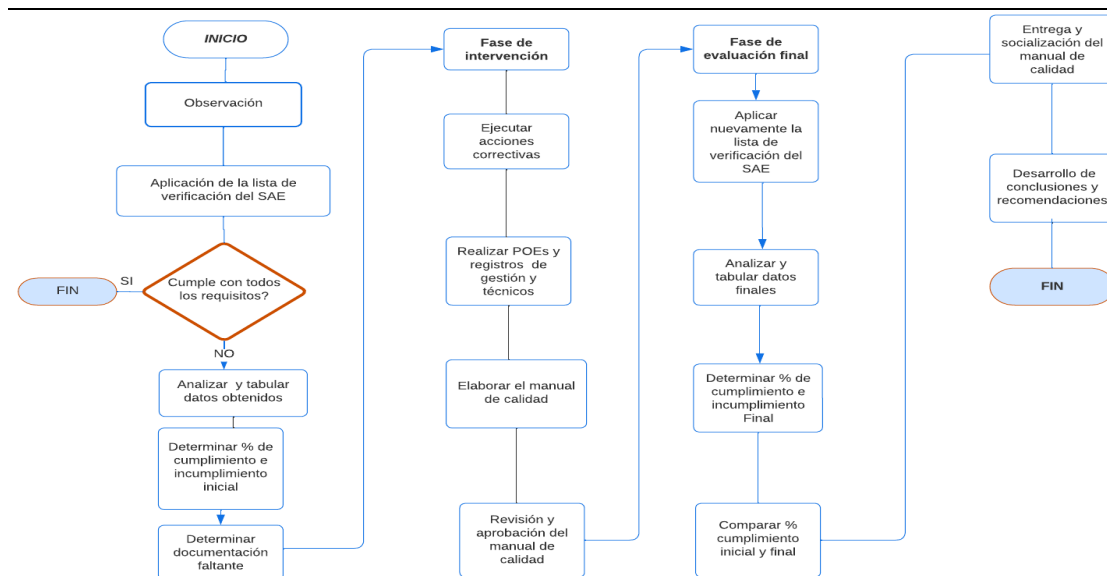 INICIO
Observación
Aplicación de la lista de
verificación del SAE
Cumple con todos
los requisitos?
SI
FIN
NO
Analizar y tabular
datos obtenidos
Determinar % de
cumplimiento e
incumplimiento
inicial
Determinar
documentación
faltante
Fase de
intervención
Ejecutar
acciones
correctivas
Realizar POEs y
registros de
gestión y
técnicos
Elaborar el manual
de calidad
Revisión y
aprobación del
manual de
calidad
Fase de
evaluación final
Aplicar
nuevamente la
lista de
verificación del
SAE
Analizar y
tabular datos
finales
Determinar % de
cumplimiento e
incumplimiento
Final
Comparar %
cumplimiento
inicial y final
Entrega y
socialización del
manual de
calidad
Desarrollo de
conclusiones y
recomendaciones
FIN